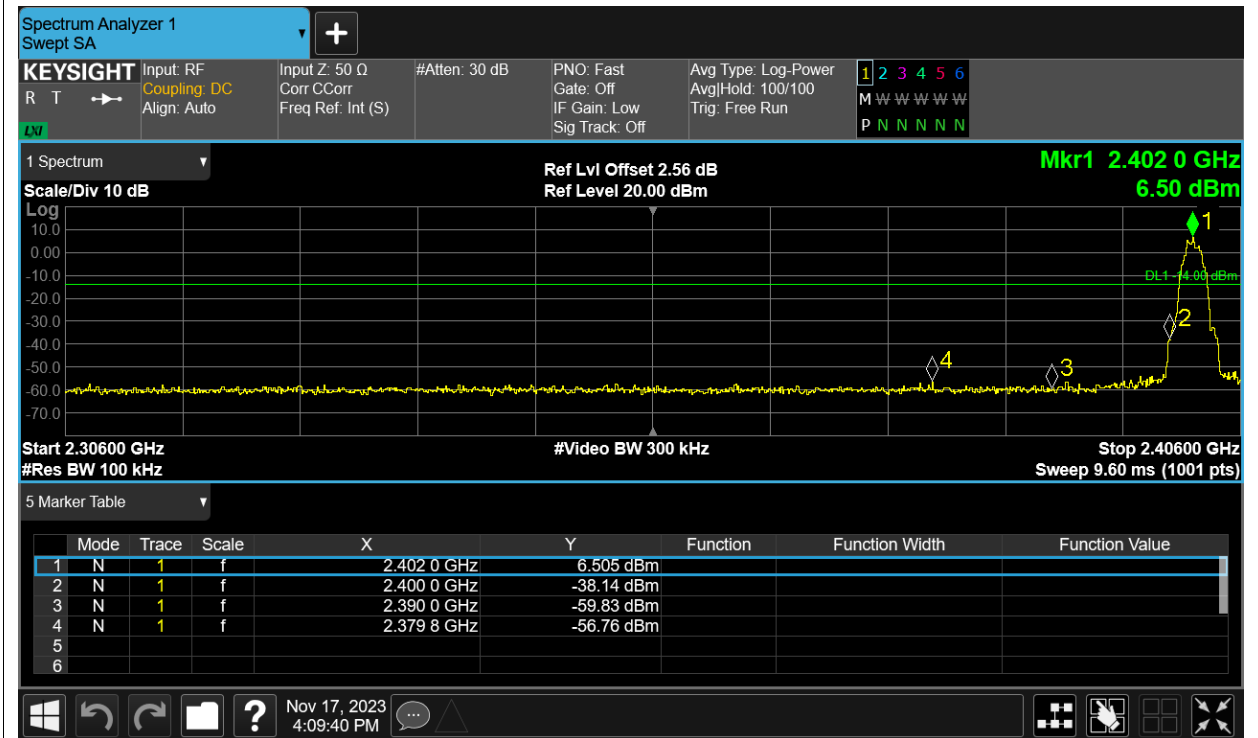 Spectrum Analyzer 1
Swept SA
KEYSIGHT
R T
LXI
Input: RF
Coupling: DC
Align: Auto
Input Z: 50 Ω
Corr CCorr
Freq Ref: Int (S)
#Atten: 30 dB
PNO: Fast
Gate: Off
IF Gain: Low
Sig Track: Off
Avg Type: Log-Power
Avg|Hold: 100/100
Trig: Free Run
1 2 3 4 5 6
M W W W W W
P N N N N N
1 Spectrum
Scale/Div 10 dB
Ref Lvl Offset 2.56 dB
Ref Level 20.00 dBm
Mkr1 2.402 0 GHz
6.50 dBm
Log
10.0
0.00
-10.0
-20.0
-30.0
-40.0
-50.0
-60.0
-70.0
1
DL1 -14.00 dBm
2
4
3
Start 2.30600 GHz
#Video BW 300 kHz
Stop 2.40600 GHz
#Res BW 100 kHz
Sweep 9.60 ms (1001 pts)
5 Marker Table
Mode Trace Scale X Y Function Function Width Function Value
1 N 1 f 2.402 0 GHz 6.505 dBm
2 N 1 f 2.400 0 GHz -38.14 dBm
3 N 1 f 2.390 0 GHz -59.83 dBm
4 N 1 f 2.379 8 GHz -56.76 dBm
5
6
?
Nov 17, 2023
4:09:40 PM